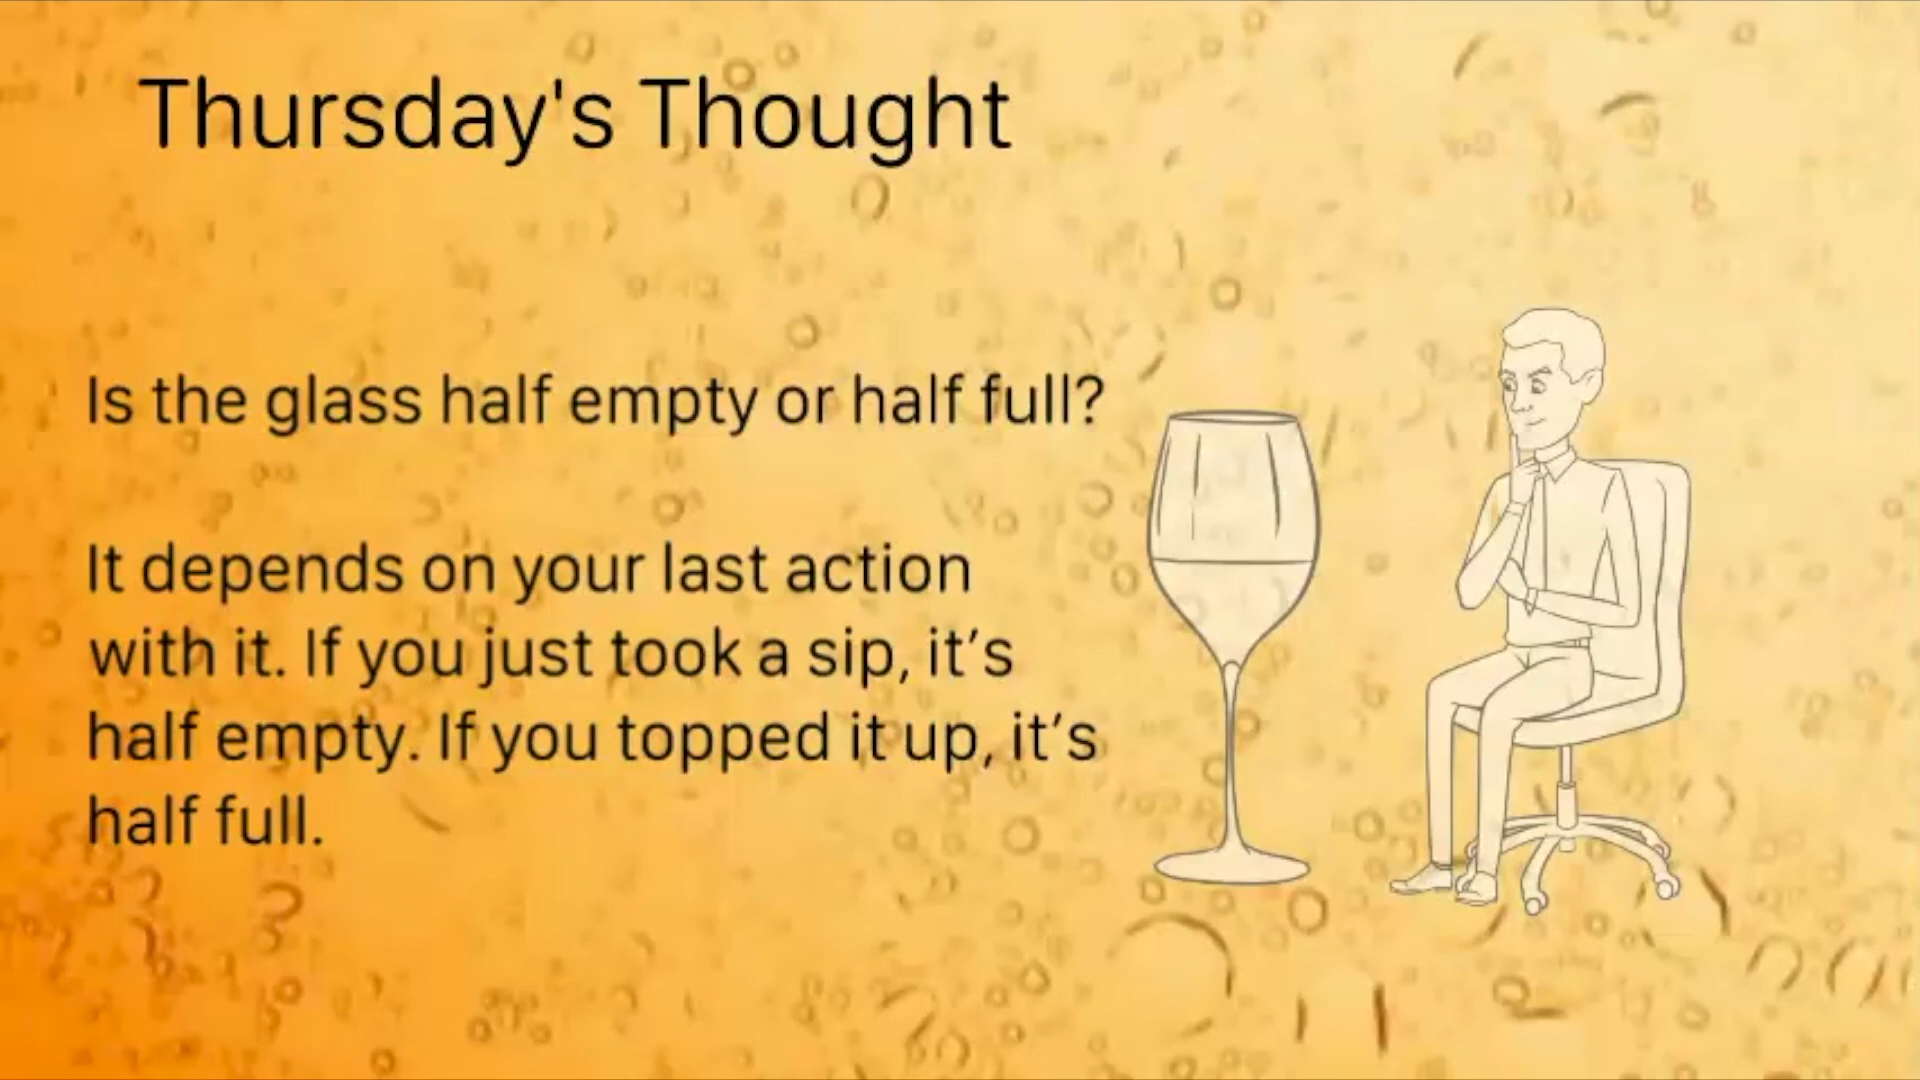 Thursday's Thought
Is the glass half empty or half full?
It depends on your last action
with it. If you just took a sip, it’s
half empty. If you topped it up, it’s
half full.